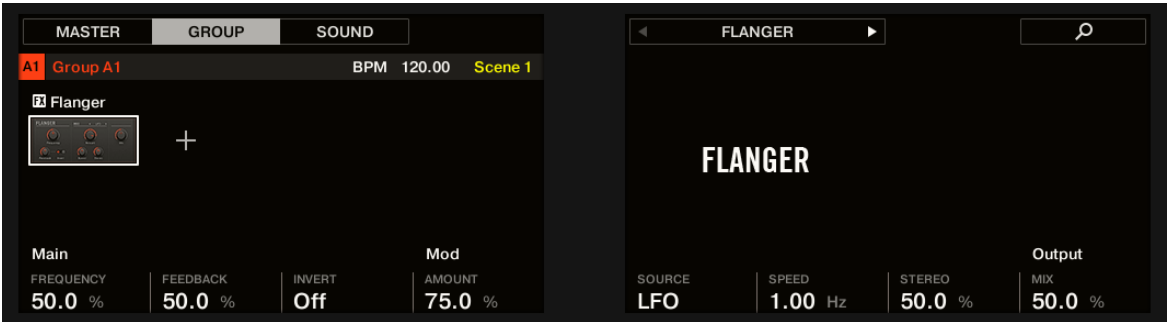 MASTER GROUP SOUND
A1 Group A1 BPM 120.00 Scene 1
FX Flanger
FLANGER
Main Mod
FREQUENCY FEEDBACK INVERT AMOUNT
50.0 % 50.0 % Off 75.0 %
FLANGER
FLANGER
Output
SOURCE SPEED STEREO MIX
LFO 1.00 Hz 50.0 % 50.0 %